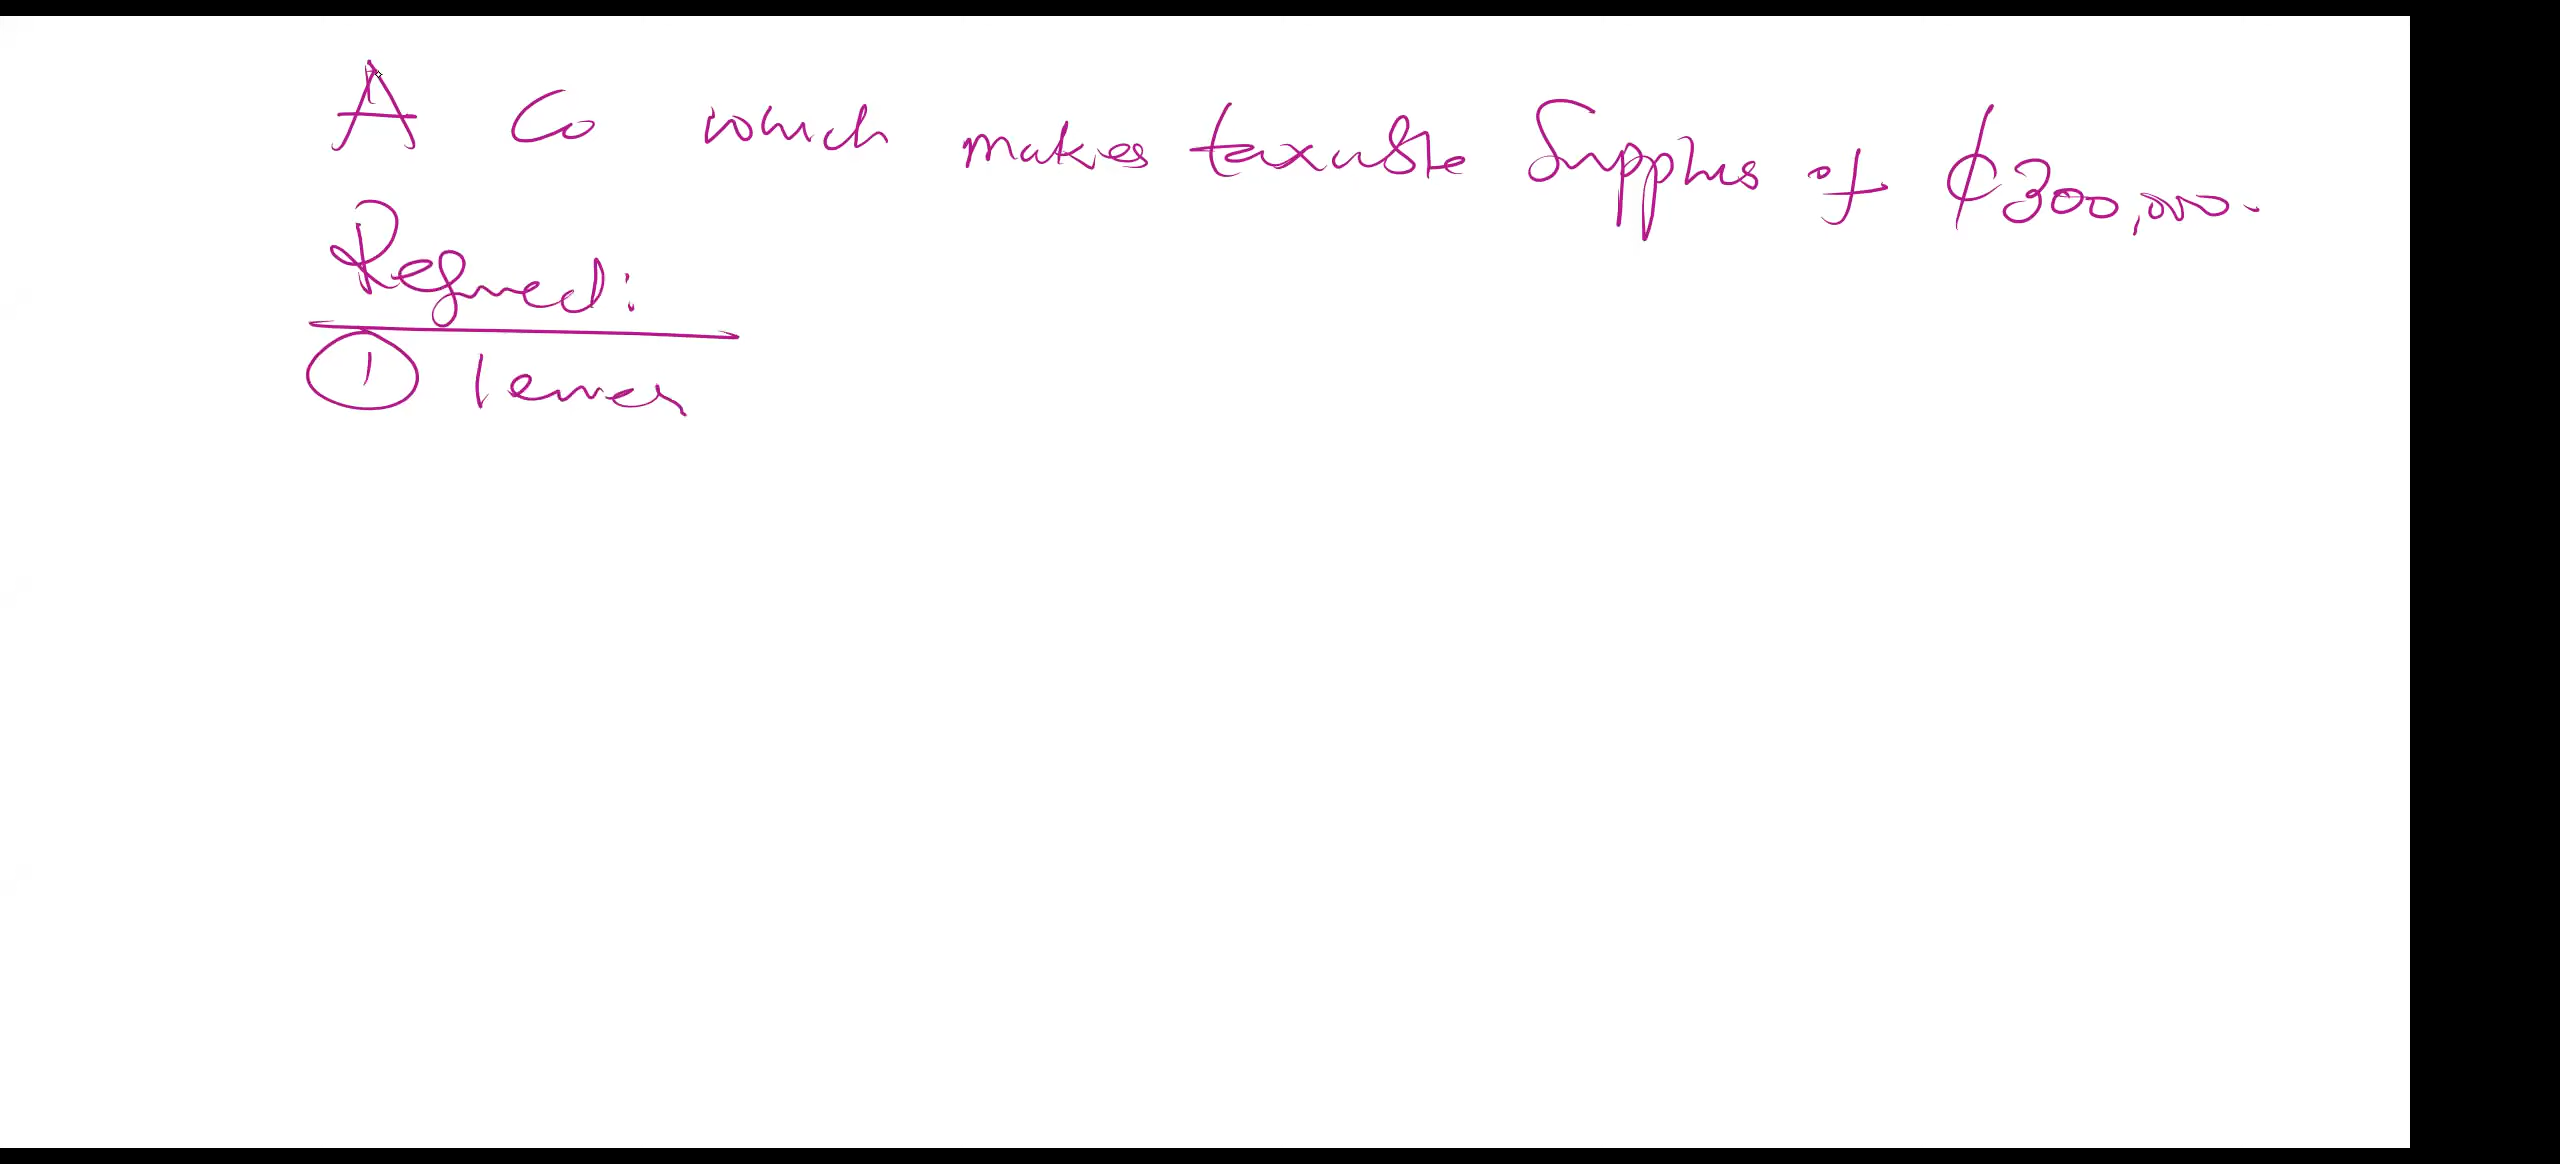 A Co which makes taxable Supplies of ₵300,000.
Required:
① levies